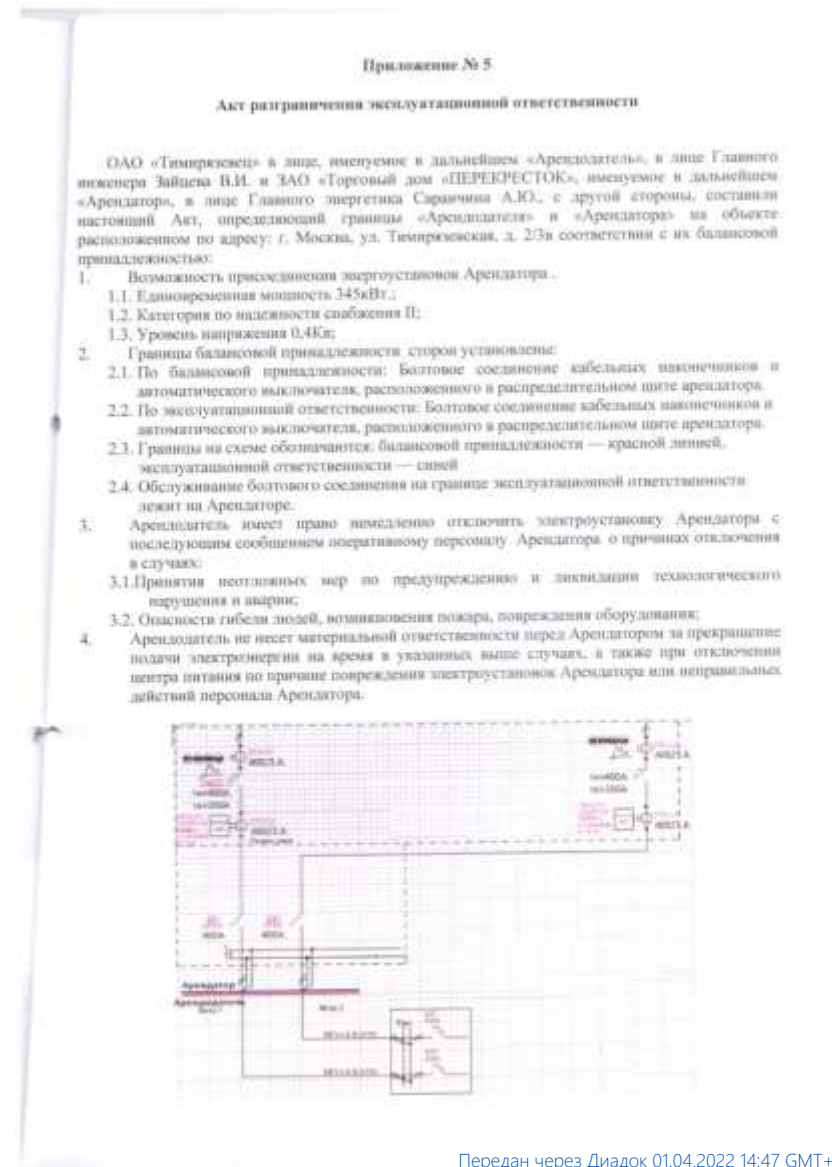 Приложение № 5
Акт разграничения эксплуатационной ответственности
ОАО «Тимирязевец» в лице, именуемое в дальнейшем «Арендодатель», в лице Главного
инженера Зайцева В.И. и ЗАО «Торговый дом «ПЕРЕКРЕСТОК», именуемое в дальнейшем
«Арендатор», в лице Главного энергетика Саранчина А.Ю., с другой стороны, составили
настоящий Акт, определяющий границы «Арендодателя» и «Арендатора» на объекте
расположенном по адресу: г. Москва, ул. Тимирязевская, д. 2/3в соответствии с их балансовой
принадлежностью:
1. Возможность присоединения энергоустановок Арендатора .
1.1. Единовременная мощность 345кВт.;
1.2. Категория по надежности снабжения II;
1.3. Уровень напряжения 0,4Кв;
2. Границы балансовой принадлежности сторон установлены:
2.1. По балансовой принадлежности: Болтовое соединение кабельных наконечников и
автоматического выключателя, расположенного в распределительном щите арендатора.
2.2. По эксплуатационной ответственности: Болтовое соединение кабельных наконечников и
автоматического выключателя, расположенного в распределительном щите арендатора.
2.3. Границы на схеме обозначаются: балансовой принадлежности — красной линией,
эксплуатационной ответственности — синей
2.4. Обслуживание болтового соединения на границе эксплуатационной ответственности
лежит на Арендаторе.
3. Арендодатель имеет право немедленно отключить электроустановку Арендатора с
последующим сообщением оперативному персоналу Арендатора о причинах отключения
в случаях:
3.1.Принятия неотложных мер по предупреждению и ликвидации технологического
нарушения и аварии;
3.2. Опасности гибели людей, возникновения пожара, повреждения оборудования;
4. Арендодатель не несет материальной ответственности перед Арендатором за прекращение
подачи электроэнергии на время в указанных выше случаях, а также при отключении
центра питания по причине повреждения электроустановок Арендатора или неправильных
действий персонала Арендатора.
400/5 А
400/5 А
400/5 А
400/5 А
400А
400А
Арендатор
Арендодатель
Передан через Диадок 01.04.2022 14:47 GMT+